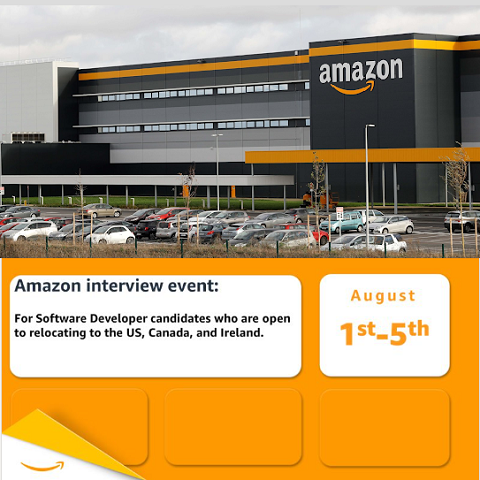 amazon
Amazon interview event:
For Software Developer candidates who are open
to relocating to the US, Canada, and Ireland.
August
1st-5th